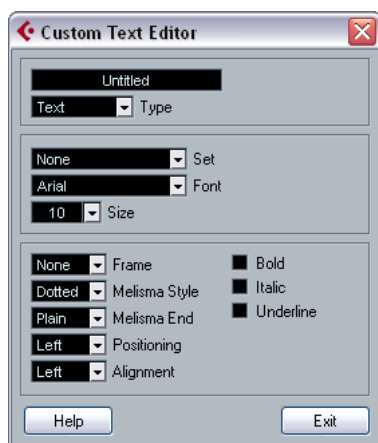 Custom Text Editor
Untitled
Text Type
None Set
Arial Font
10 Size
None Frame Bold
Dotted Melisma Style Italic
Plain Melisma End Underline
Left Positioning
Left Alignment
Help Exit